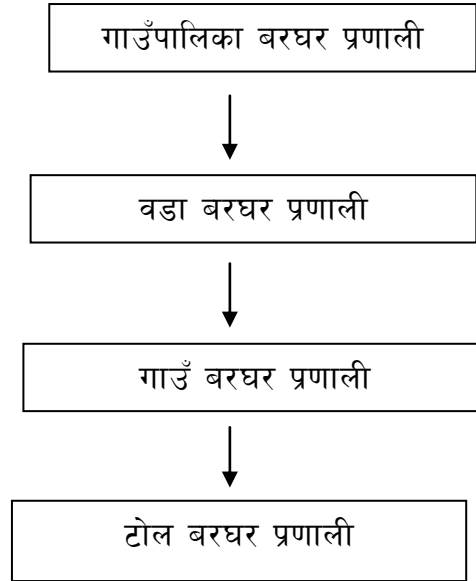 गाउँपालिका बरघर प्रणाली
वडा बरघर प्रणाली
गाउँ बरघर प्रणाली
टोल बरघर प्रणाली